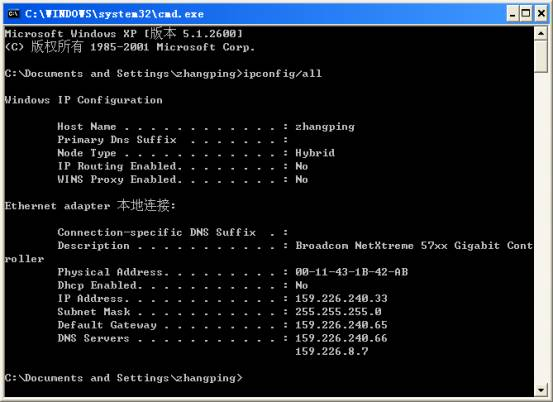 C:\WINDOWS\system32\cmd.exe
Microsoft Windows XP [版本 5.1.2600]
(C) 版权所有 1985-2001 Microsoft Corp.
C:\Documents and Settings\zhangping>ipconfig/all
Windows IP Configuration
Host Name . . . . . . . . . . . . : zhangping
Primary Dns Suffix  . . . . . . . :
Node Type . . . . . . . . . . . . : Hybrid
IP Routing Enabled. . . . . . . . : No
WINS Proxy Enabled. . . . . . . . : No
Ethernet adapter 本地连接:
Connection-specific DNS Suffix  . :
Description . . . . . . . . . . . : Broadcom NetXtreme 57xx Gigabit Cont
roller
Physical Address. . . . . . . . . : 00-11-43-1B-42-AB
Dhcp Enabled. . . . . . . . . . . : No
IP Address. . . . . . . . . . . . : 159.226.240.33
Subnet Mask . . . . . . . . . . . : 255.255.255.0
Default Gateway . . . . . . . . . : 159.226.240.65
DNS Servers . . . . . . . . . . . : 159.226.240.66
159.226.8.7
C:\Documents and Settings\zhangping>